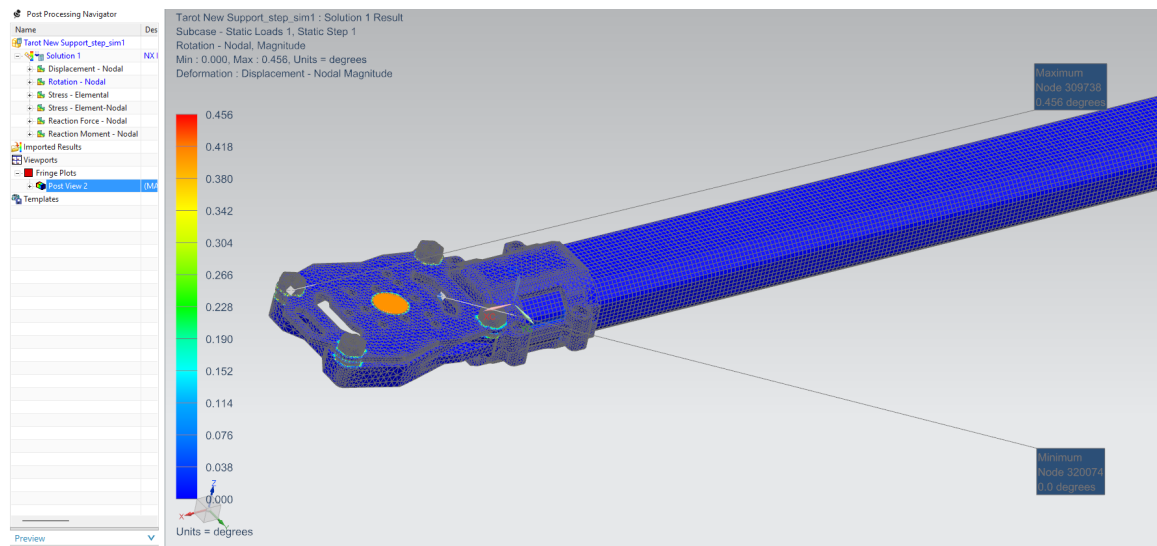 Post Processing Navigator
Name Des
Tarot New Support_step_sim1
Solution 1 NX I
Displacement - Nodal
Rotation - Nodal
Stress - Elemental
Stress - Element-Nodal
Reaction Force - Nodal
Reaction Moment - Nodal
Imported Results
Viewports
Fringe Plots
Post View 2 (MA
Templates
Preview
Tarot New Support_step_sim1 : Solution 1 Result
Subcase - Static Loads 1, Static Step 1
Rotation - Nodal, Magnitude
Min : 0.000, Max : 0.456, Units = degrees
Deformation : Displacement - Nodal Magnitude
0.456
0.418
0.380
0.342
0.304
0.266
0.228
0.190
0.152
0.114
0.076
0.038
0.000
Z
X
Y
Units = degrees
Maximum
Node 309738
0.456 degrees
Minimum
Node 320074
0.0 degrees